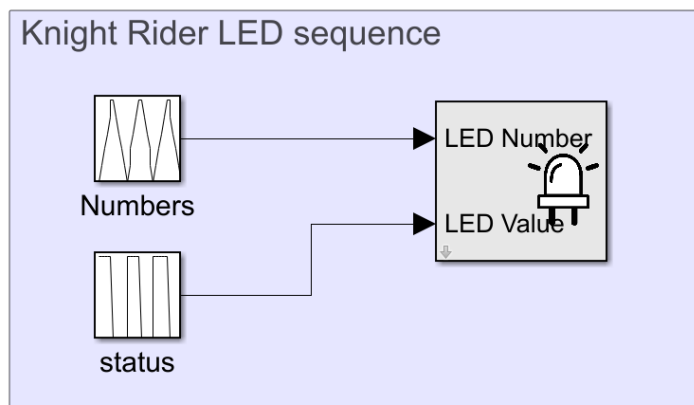 Knight Rider LED sequence
Numbers
LED Number
LED Value
status